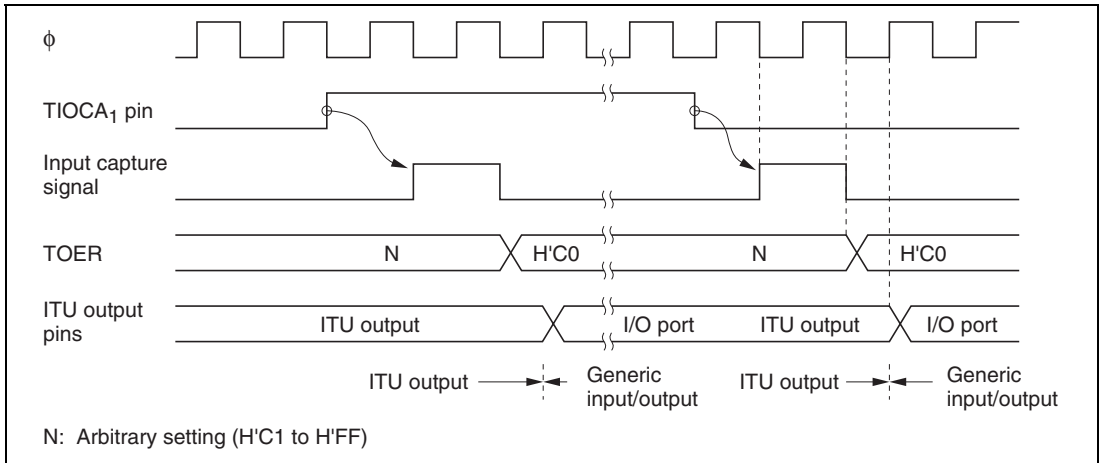 ϕ
TIOCA1 pin
Input capture
signal
TOER N H'C0 N H'C0
ITU output
pins
ITU output I/O port ITU output I/O port
ITU output Generic
input/output
ITU output Generic
input/output
N: Arbitrary setting (H'C1 to H'FF)